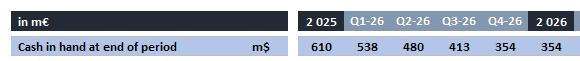 in m€ 2 025 Q1-26 Q2-26 Q3-26 Q4-26 2 026
Cash in hand at end of period m$ 610 538 480 413 354 354